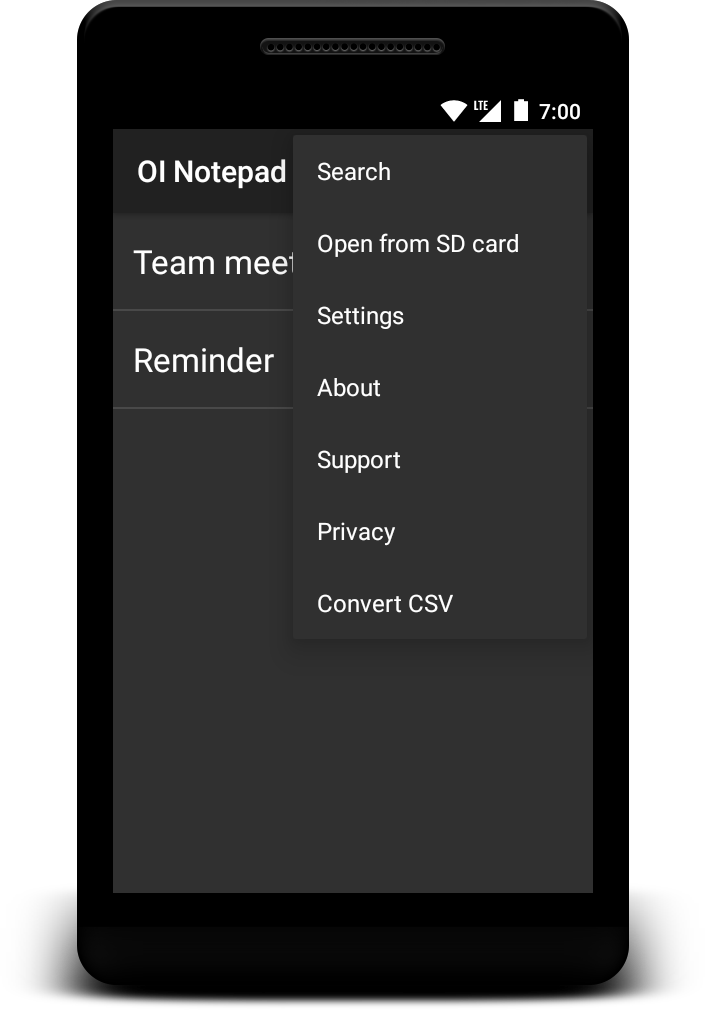 LTE 7:00
OI Notepad
Search
Open from SD card
Team meet
Settings
Reminder
About
Support
Privacy
Convert CSV